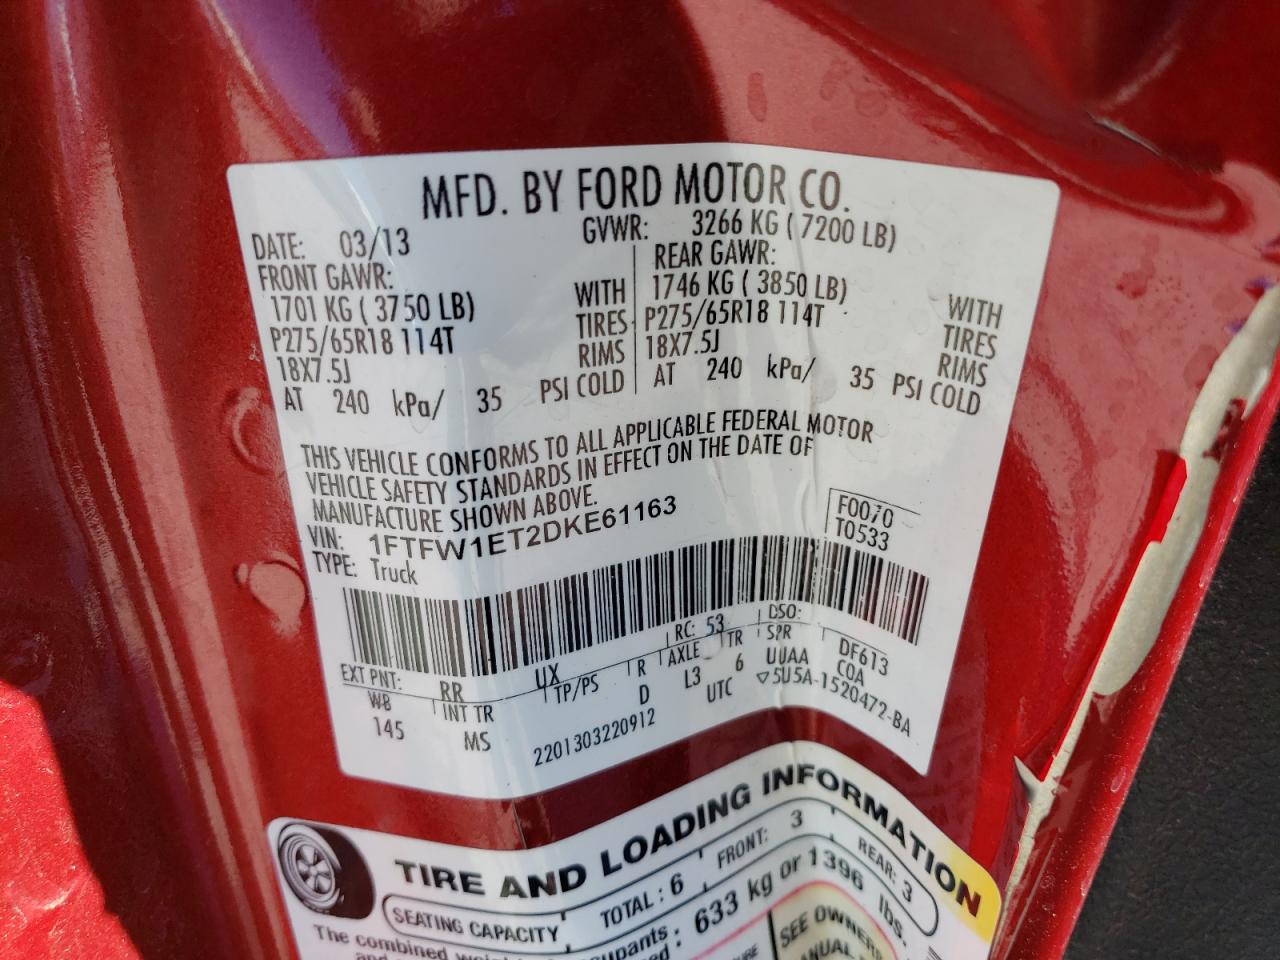 MFD. BY FORD MOTOR CO.
DATE: 03/13 GVWR: 3266 KG ( 7200 LB)
FRONT GAWR: REAR GAWR:
1701 KG ( 3750 LB) WITH 1746 KG ( 3850 LB) WITH
P275/65R18 114T TIRES P275/65R18 114T TIRES
18X7.5J RIMS 18X7.5J RIMS
AT 240 kPa/ 35 PSI COLD AT 240 kPa/ 35 PSI COLD
THIS VEHICLE CONFORMS TO ALL APPLICABLE FEDERAL MOTOR
VEHICLE SAFETY STANDARDS IN EFFECT ON THE DATE OF
MANUFACTURE SHOWN ABOVE.
VIN: 1FTFW1ET2DKE61163 F0070
TYPE: Truck T0533
EXT PNT: RR UX RC: 53 DSO: DF613
WB INT TR TP/PS R AXLE TR SPR COA
145 MS D L3 6 UUAA
2201303220912 UTC ▽5U5A-1520472-BA
TIRE AND LOADING INFORMATION
SEATING CAPACITY TOTAL : 6 FRONT: 3 REAR: 3
The combined 633 kg or 1396 lbs.
SEE OWNERS